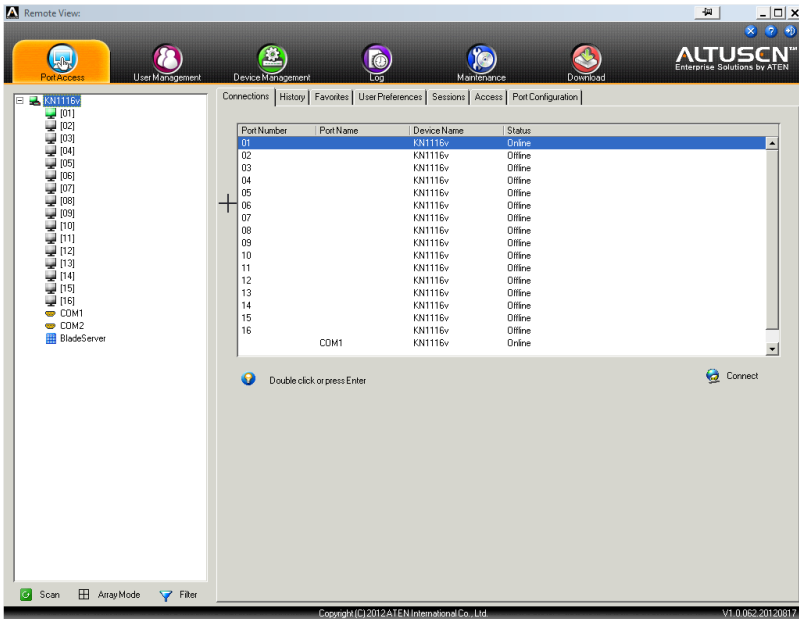 Remote View:
PortAccess User Management Device Management Log Maintenance Download
ALTUSCN™
Enterprise Solutions by ATEN
KN1116v
[01]
[02]
[03]
[04]
[05]
[06]
[07]
[08]
[09]
[10]
[11]
[12]
[13]
[14]
[15]
[16]
COM1
COM2
BladeServer
Scan Array Mode Filter
Connections History Favorites User Preferences Sessions Access Port Configuration
Port Number Port Name Device Name Status
01 KN1116v Online
02 KN1116v Offline
03 KN1116v Offline
04 KN1116v Offline
05 KN1116v Offline
06 KN1116v Offline
07 KN1116v Offline
08 KN1116v Offline
09 KN1116v Offline
10 KN1116v Offline
11 KN1116v Offline
12 KN1116v Offline
13 KN1116v Offline
14 KN1116v Offline
15 KN1116v Offline
16 KN1116v Offline
COM1 KN1116v Online
Double click or press Enter
Connect
Copyright (C) 2012 ATEN International Co., Ltd.
V1.0.062.20120817